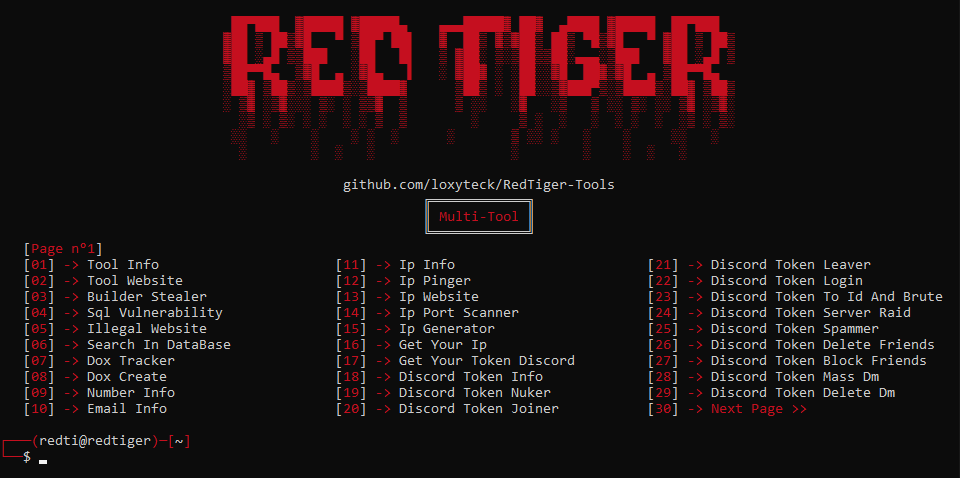 RED TIGER
github.com/loxyteck/RedTiger-Tools
Multi-Tool
[Page n°1]
[01] -> Tool Info [11] -> Ip Info [21] -> Discord Token Leaver
[02] -> Tool Website [12] -> Ip Pinger [22] -> Discord Token Login
[03] -> Builder Stealer [13] -> Ip Website [23] -> Discord Token To Id And Brute
[04] -> Sql Vulnerability [14] -> Ip Port Scanner [24] -> Discord Token Server Raid
[05] -> Illegal Website [15] -> Ip Generator [25] -> Discord Token Spammer
[06] -> Search In DataBase [16] -> Get Your Ip [26] -> Discord Token Delete Friends
[07] -> Dox Tracker [17] -> Get Your Token Discord [27] -> Discord Token Block Friends
[08] -> Dox Create [18] -> Discord Token Info [28] -> Discord Token Mass Dm
[09] -> Number Info [19] -> Discord Token Nuker [29] -> Discord Token Delete Dm
[10] -> Email Info [20] -> Discord Token Joiner [30] -> Next Page >>
(redti@redtiger)─[~]
$